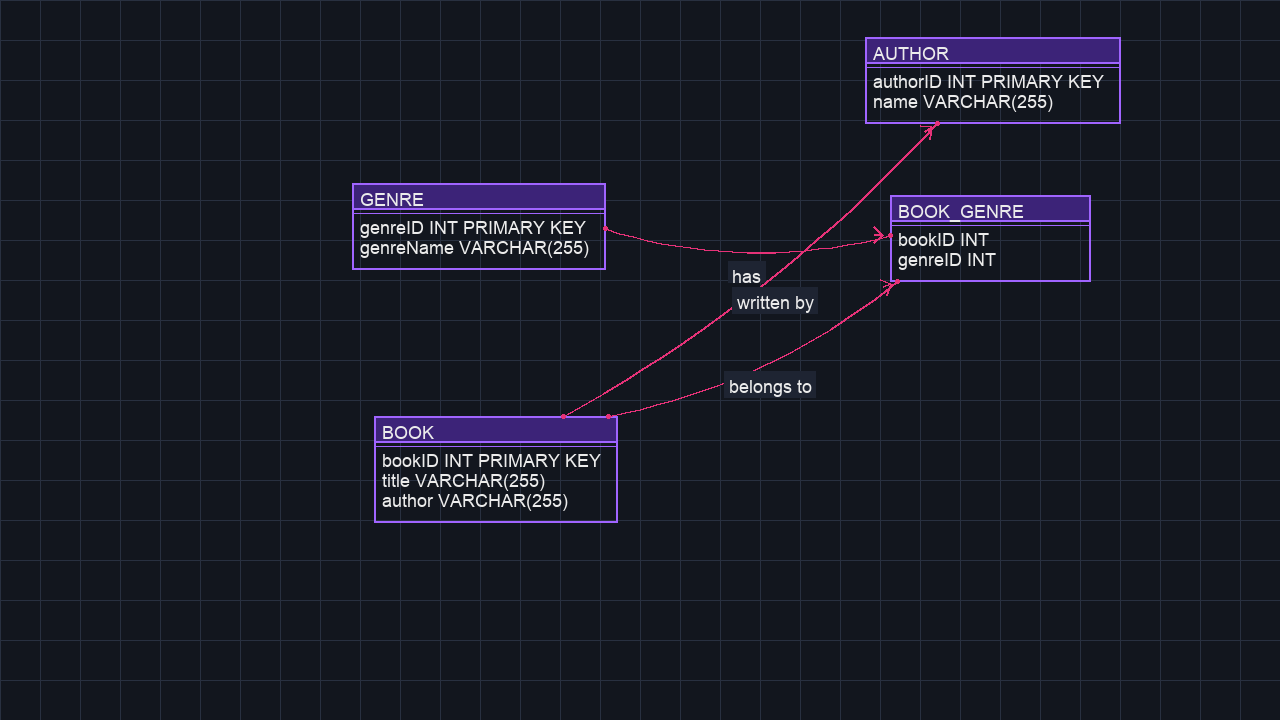 AUTHOR
authorID INT PRIMARY KEY
name VARCHAR(255)
GENRE
genreID INT PRIMARY KEY
genreName VARCHAR(255)
BOOK_GENRE
bookID INT
genreID INT
has
written by
belongs to
BOOK
bookID INT PRIMARY KEY
title VARCHAR(255)
author VARCHAR(255)